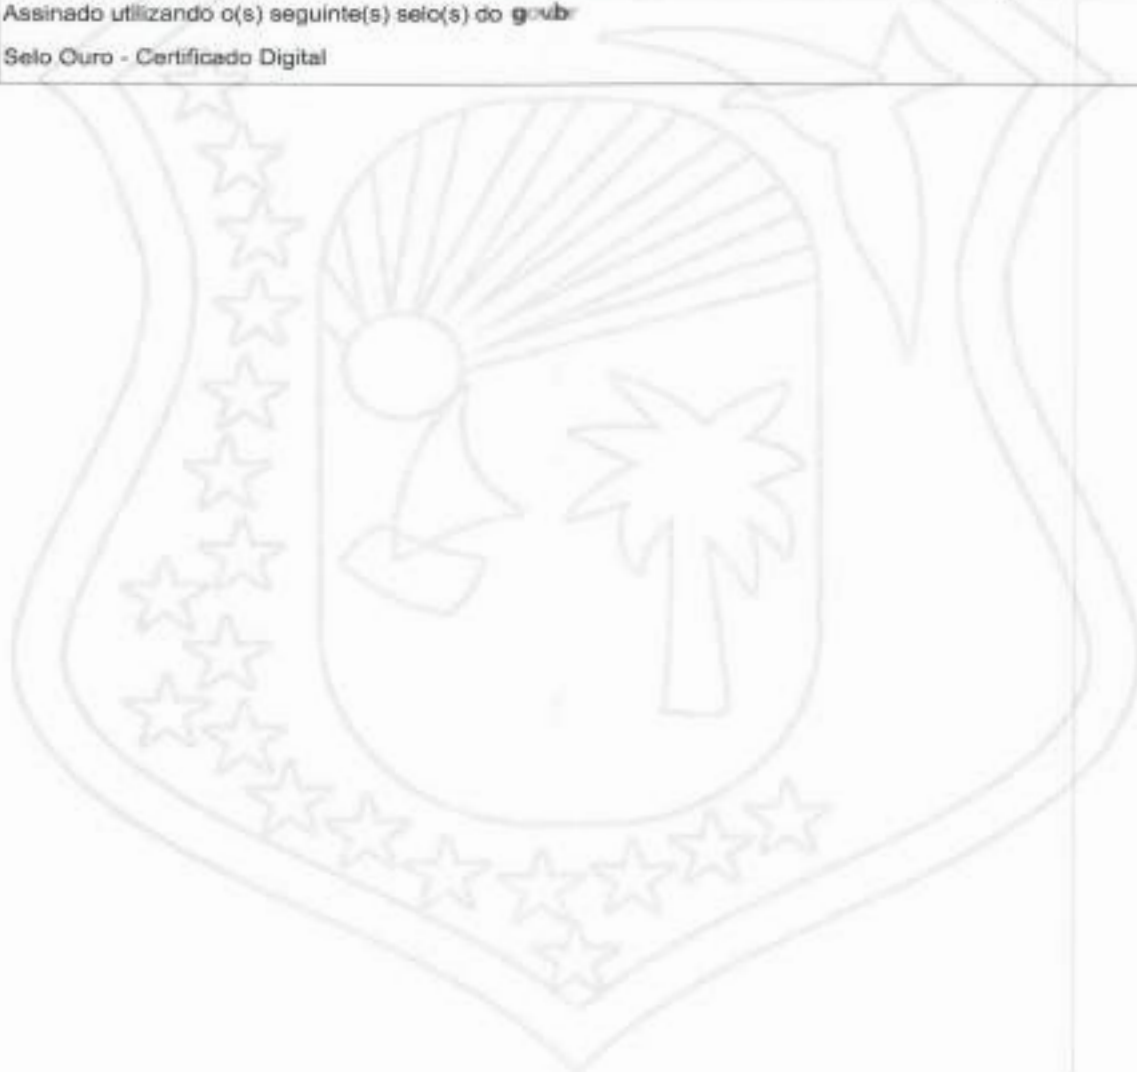 Assinado utilizando o(s) seguinte(s) selo(s) do gov.br
Selo Ouro - Certificado Digital